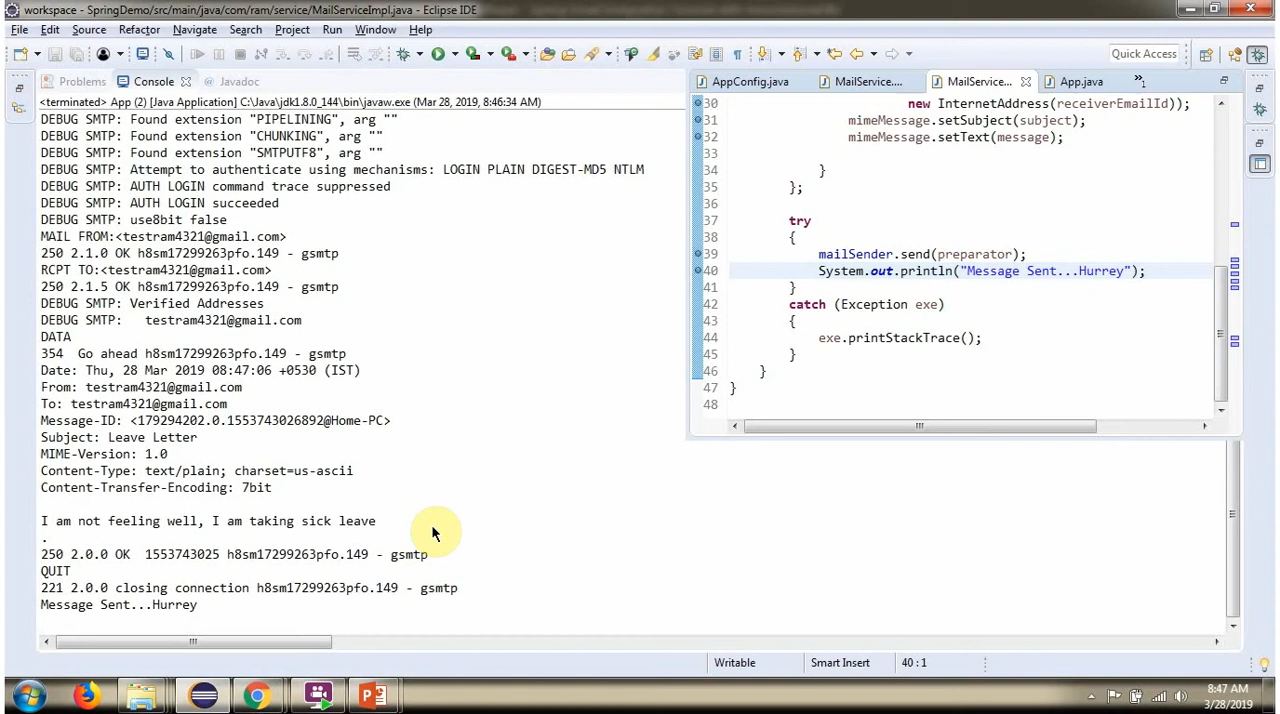 workspace - SpringDemo/src/main/java/com/ram/service/MailServiceImpl.java - Eclipse IDE
File Edit Source Refactor Navigate Search Project Run Window Help
Quick Access
Problems Console Javadoc
<terminated> App (2) [Java Application] C:\Java\jdk1.8.0_144\bin\javaw.exe (Mar 28, 2019, 8:46:34 AM)
DEBUG SMTP: Found extension "PIPELINING", arg ""
DEBUG SMTP: Found extension "CHUNKING", arg ""
DEBUG SMTP: Found extension "SMTPUTF8", arg ""
DEBUG SMTP: Attempt to authenticate using mechanisms: LOGIN PLAIN DIGEST-MD5 NTLM
DEBUG SMTP: AUTH LOGIN command trace suppressed
DEBUG SMTP: AUTH LOGIN succeeded
DEBUG SMTP: use8bit false
MAIL FROM:<testram4321@gmail.com>
250 2.1.0 OK h8sm17299263pfo.149 - gsmtp
RCPT TO:<testram4321@gmail.com>
250 2.1.5 OK h8sm17299263pfo.149 - gsmtp
DEBUG SMTP: Verified Addresses
DEBUG SMTP:   testram4321@gmail.com
DATA
354  Go ahead h8sm17299263pfo.149 - gsmtp
Date: Thu, 28 Mar 2019 08:47:06 +0530 (IST)
From: testram4321@gmail.com
To: testram4321@gmail.com
Message-ID: <179294202.0.1553743026892@Home-PC>
Subject: Leave Letter
MIME-Version: 1.0
Content-Type: text/plain; charset=us-ascii
Content-Transfer-Encoding: 7bit
I am not feeling well, I am taking sick leave
.
250 2.0.0 OK  1553743025 h8sm17299263pfo.149 - gsmtp
QUIT
221 2.0.0 closing connection h8sm17299263pfo.149 - gsmtp
Message Sent...Hurrey
AppConfig.java MailService.... MailService... App.java »1
30 new InternetAddress(receiverEmailId));
31 mimeMessage.setSubject(subject);
32 mimeMessage.setText(message);
33
34 }
35 };
36
37 try
38 {
39 mailSender.send(preparator);
40 System.out.println("Message Sent...Hurrey");
41 }
42 catch (Exception exe)
43 {
44 exe.printStackTrace();
45 }
46 }
47 }
48
Writable Smart Insert 40 : 1
8:47 AM
3/28/2019